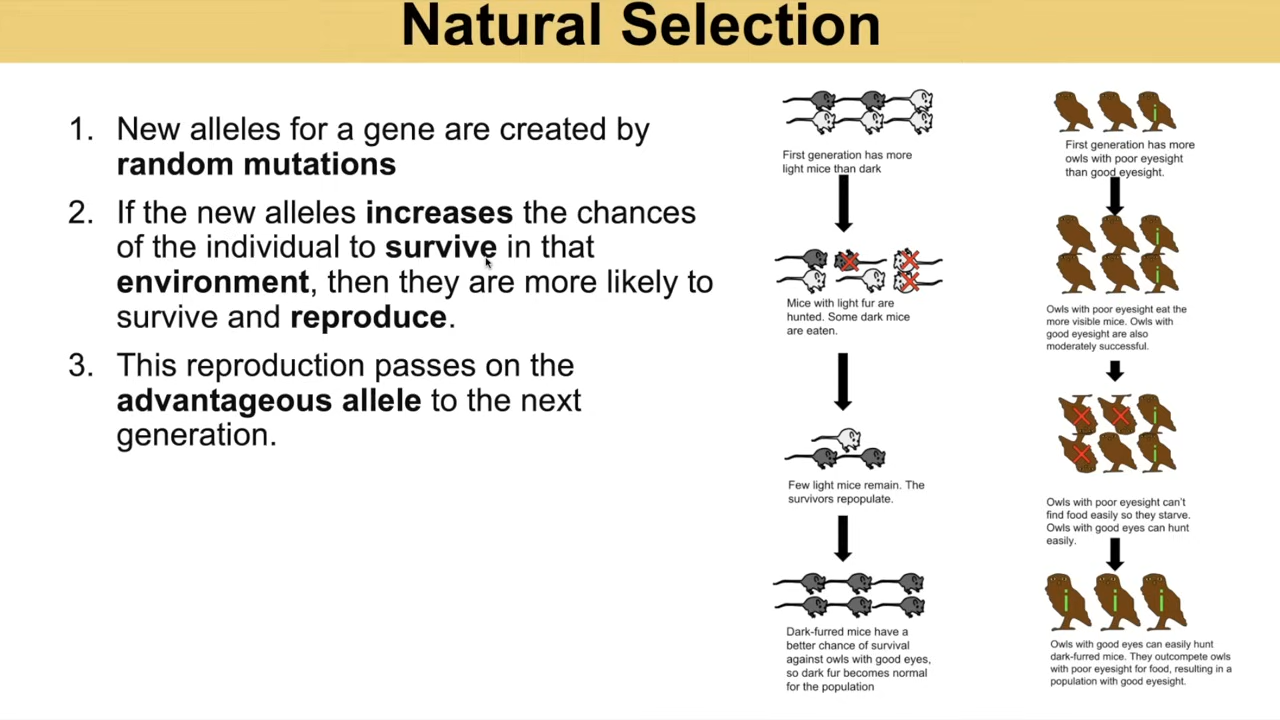 Natural Selection
1. New alleles for a gene are created by
random mutations
2. If the new alleles increases the chances
of the individual to survive in that
environment, then they are more likely to
survive and reproduce.
3. This reproduction passes on the
advantageous allele to the next
generation.
First generation has more
light mice than dark
Mice with light fur are
hunted. Some dark mice
are eaten.
Few light mice remain. The
survivors repopulate.
Dark-furred mice have a
better chance of survival
against owls with good eyes,
so dark fur becomes normal
for the population
First generation has more
owls with poor eyesight
than good eyesight.
Owls with poor eyesight eat the
more visible mice. Owls with
good eyesight are also
moderately successful.
Owls with poor eyesight can't
find food easily so they starve.
Owls with good eyes can hunt
easily.
Owls with good eyes can easily hunt
dark-furred mice. They outcompete owls
with poor eyesight for food, resulting in a
population with good eyesight.